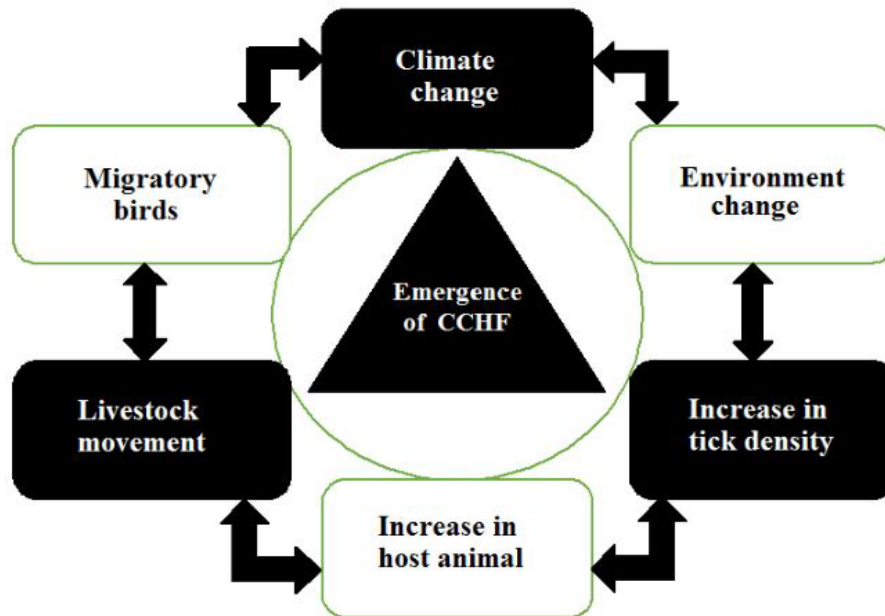 Climate
change
Migratory
birds
Environment
change
Emergence
of CCHF
Livestock
movement
Increase in
tick density
Increase in
host animal